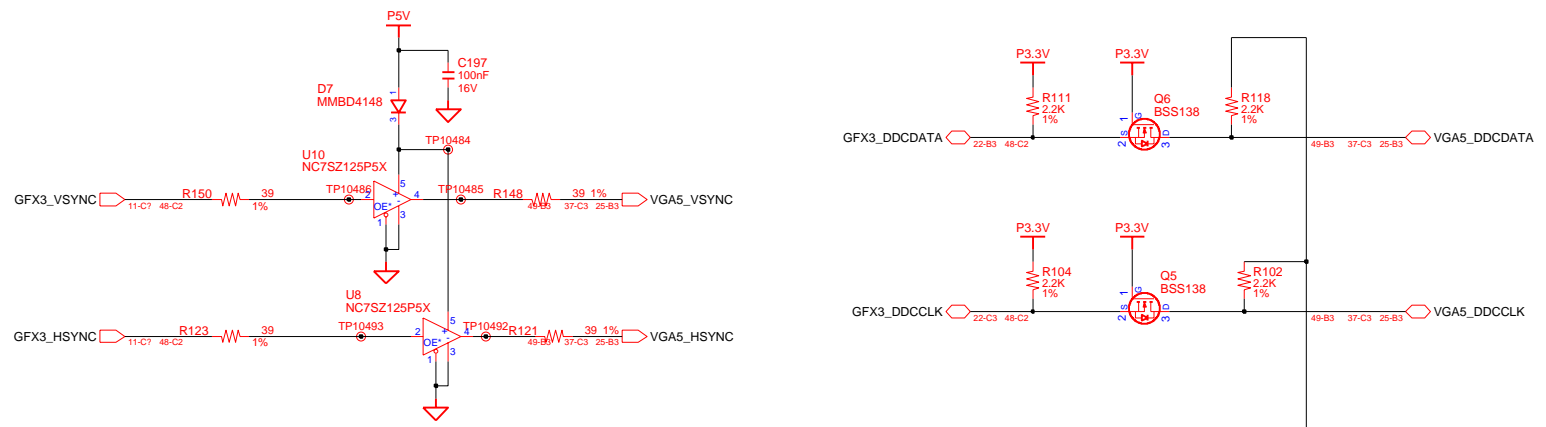 P5V
C197
100nF
16V
D7
MMBD4148
1
3
TP10484
U10
NC7SZ125P5X
GFX3_VSYNC
11-C? 48-C2
R150
39
1%
TP10486
2
5
+
-
OE*
4
1
3
TP10485
R148
39 1%
49-B3 37-C3 25-B3
VGA5_VSYNC
U8
NC7SZ125P5X
GFX3_HSYNC
11-C? 48-C2
R123
39
1%
TP10493
2
5
+
-
OE*
4
1
3
TP10492
R121
39 1%
49-B3 37-C3 25-B3
VGA5_HSYNC
P3.3V
P3.3V
R111
2.2K
1%
Q6
BSS138
R118
2.2K
1%
GFX3_DDCDATA
22-B3 48-C2
1
G
2
S
3
D
49-B3 37-C3 25-B3
VGA5_DDCDATA
P3.3V
P3.3V
R104
2.2K
1%
Q5
BSS138
R102
2.2K
1%
GFX3_DDCCLK
22-C3 48-C2
1
G
2
S
3
D
49-B3 37-C3 25-B3
VGA5_DDCCLK